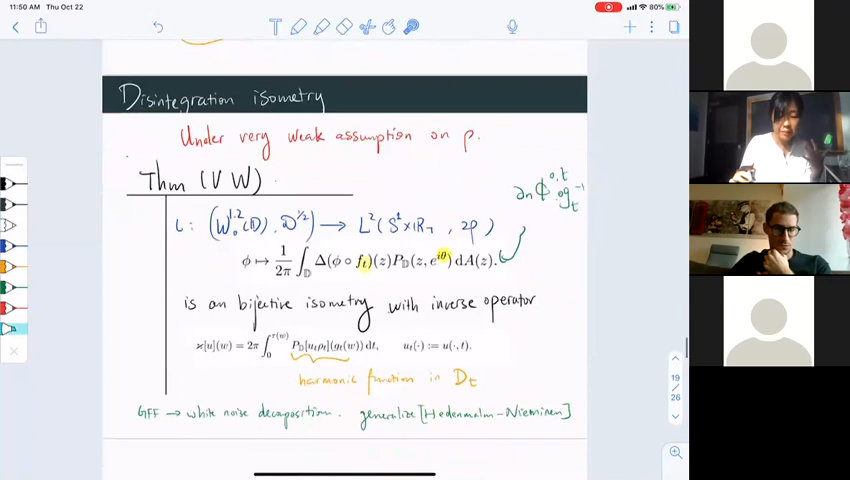 11:50 AM Thu Oct 22
80%
Disintegration isometry
Under very weak assumption on ρ.
Thm (V W)
∂n Φ^{0,t} ∘ g_t^{-1}
ι : (W_0^{1,2}(D), D^{1/2}) → L²(S¹×R₊, 2ρ)
φ ↦ 1/2π ∫_D Δ(φ ∘ f_t)(z) P_D(z, e^{iθ}) dA(z).
is an bijective isometry with inverse operator
ϰ[u](w) = 2π ∫_0^{τ(w)} P_D[u_t ρ_t](g_t(w)) dt, u_t(·) := u(·, t).
harmonic function in D_t
GFF → white noise decomposition. generalize [Hedenmalm-Nieminen]
19
/
26